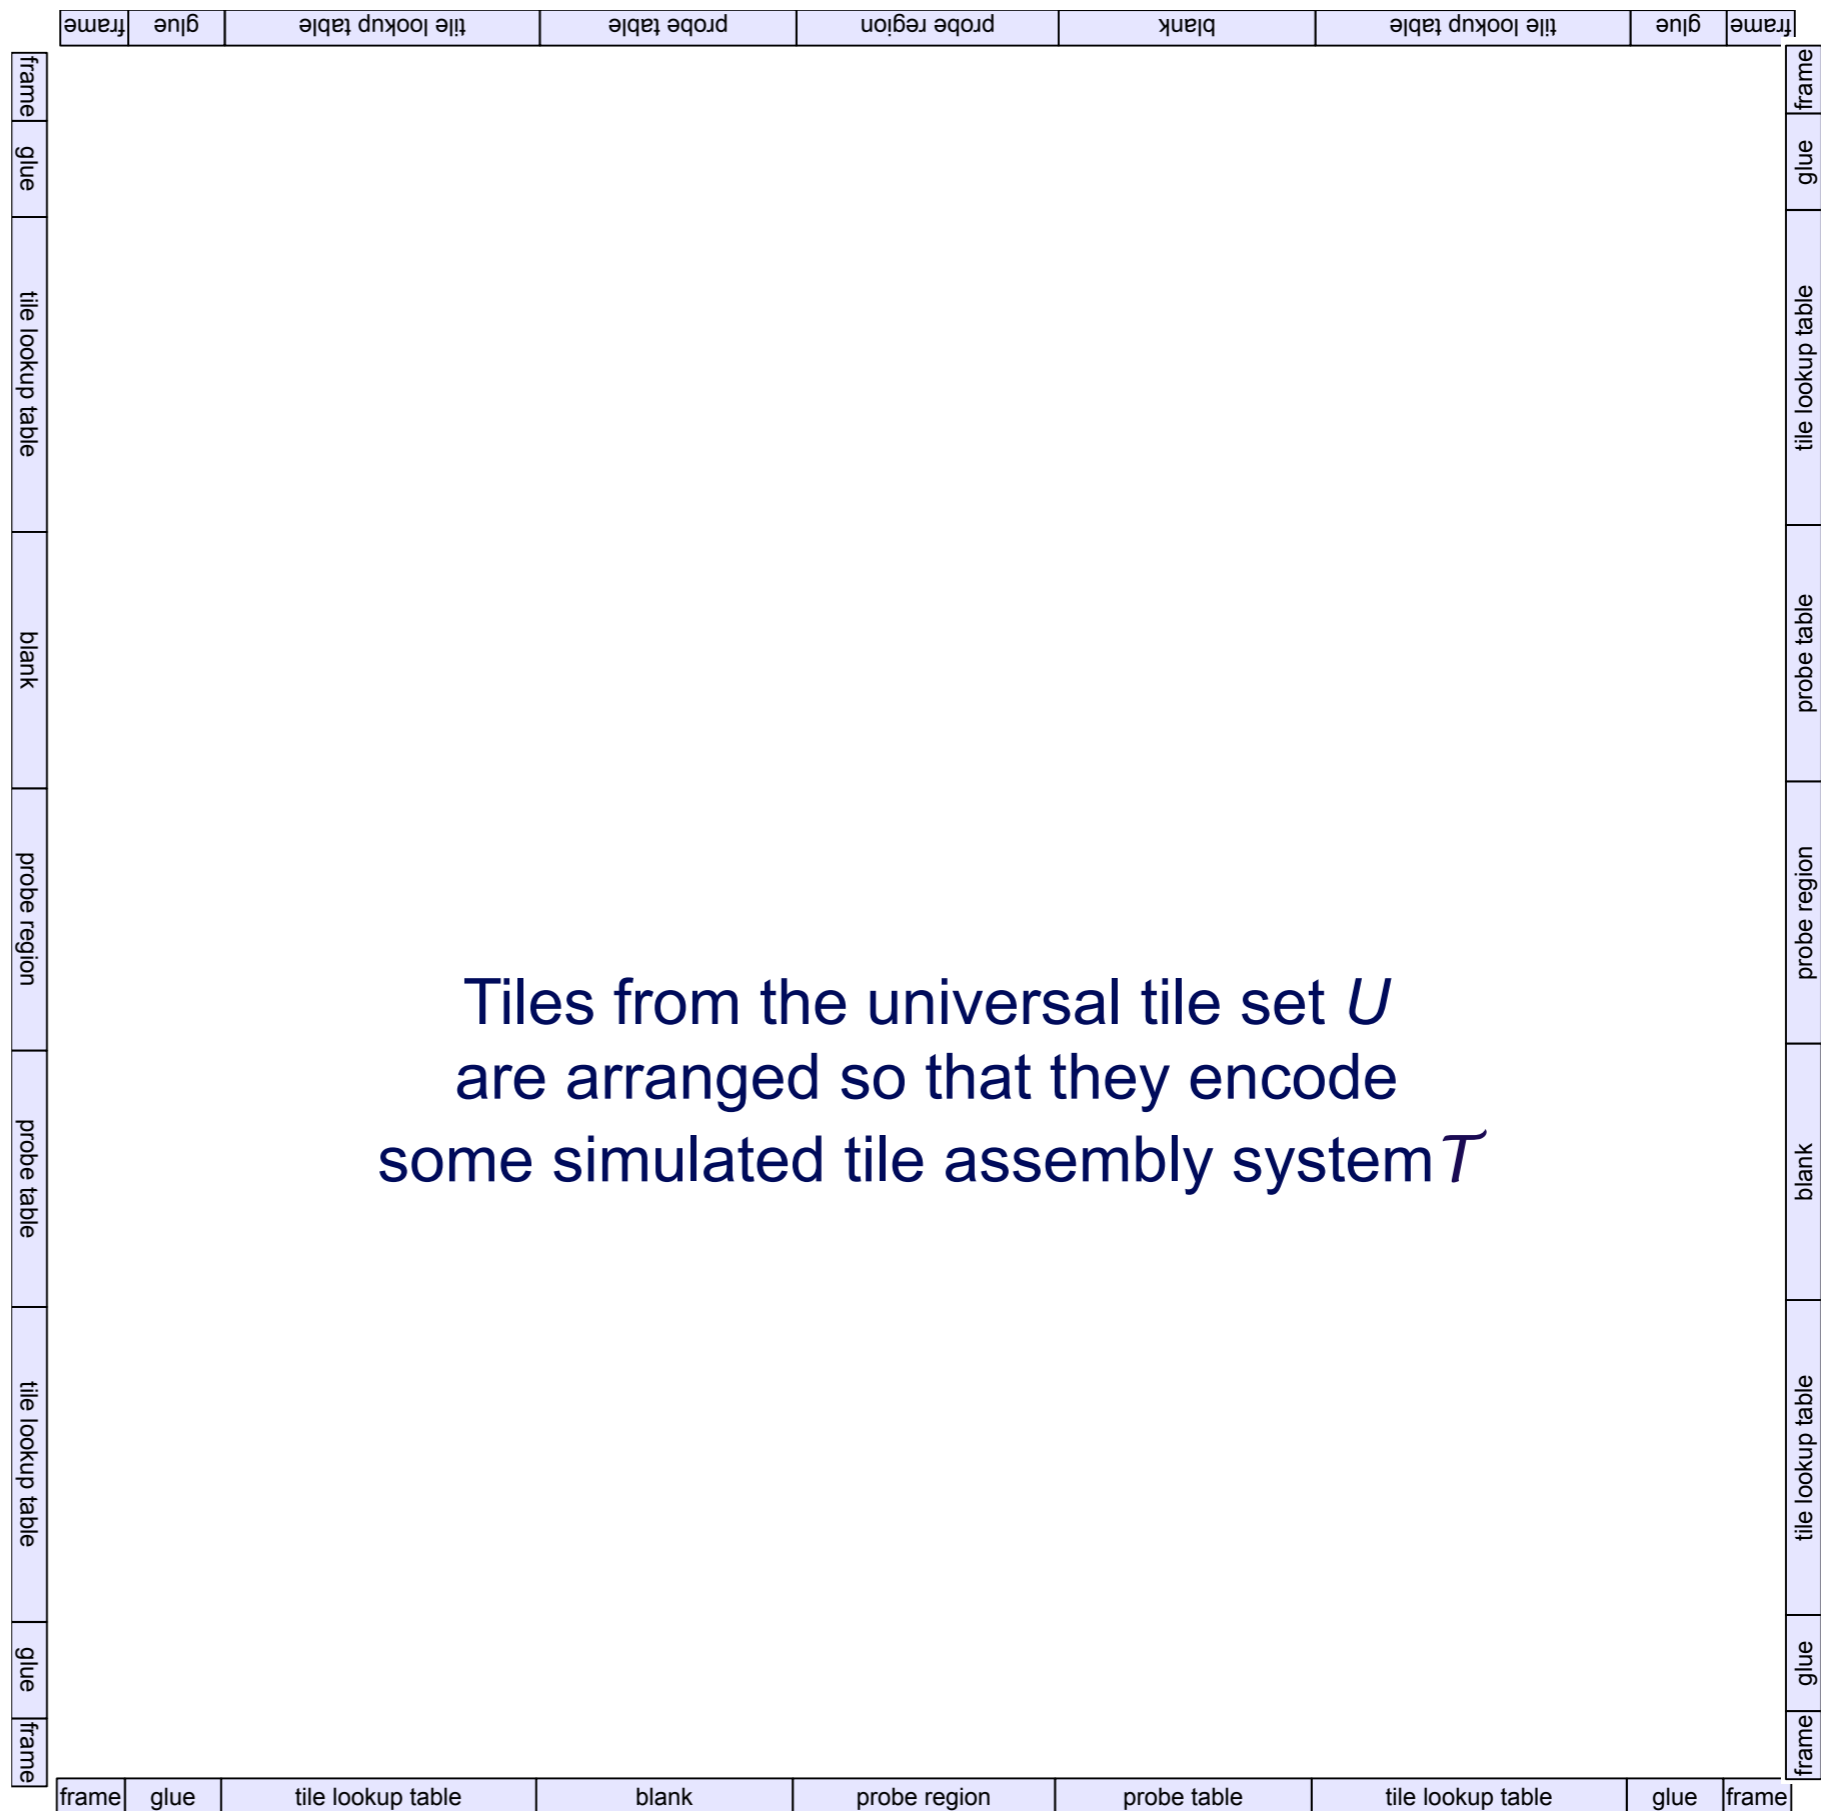 frame glue tile lookup table probe table probe region blank tile lookup table glue frame
frame glue tile lookup table blank probe region probe table tile lookup table glue frame
frame glue tile lookup table probe table probe region blank tile lookup table glue frame
Tiles from the universal tile set U
are arranged so that they encode
some simulated tile assembly system T
frame glue tile lookup table blank probe region probe table tile lookup table glue frame